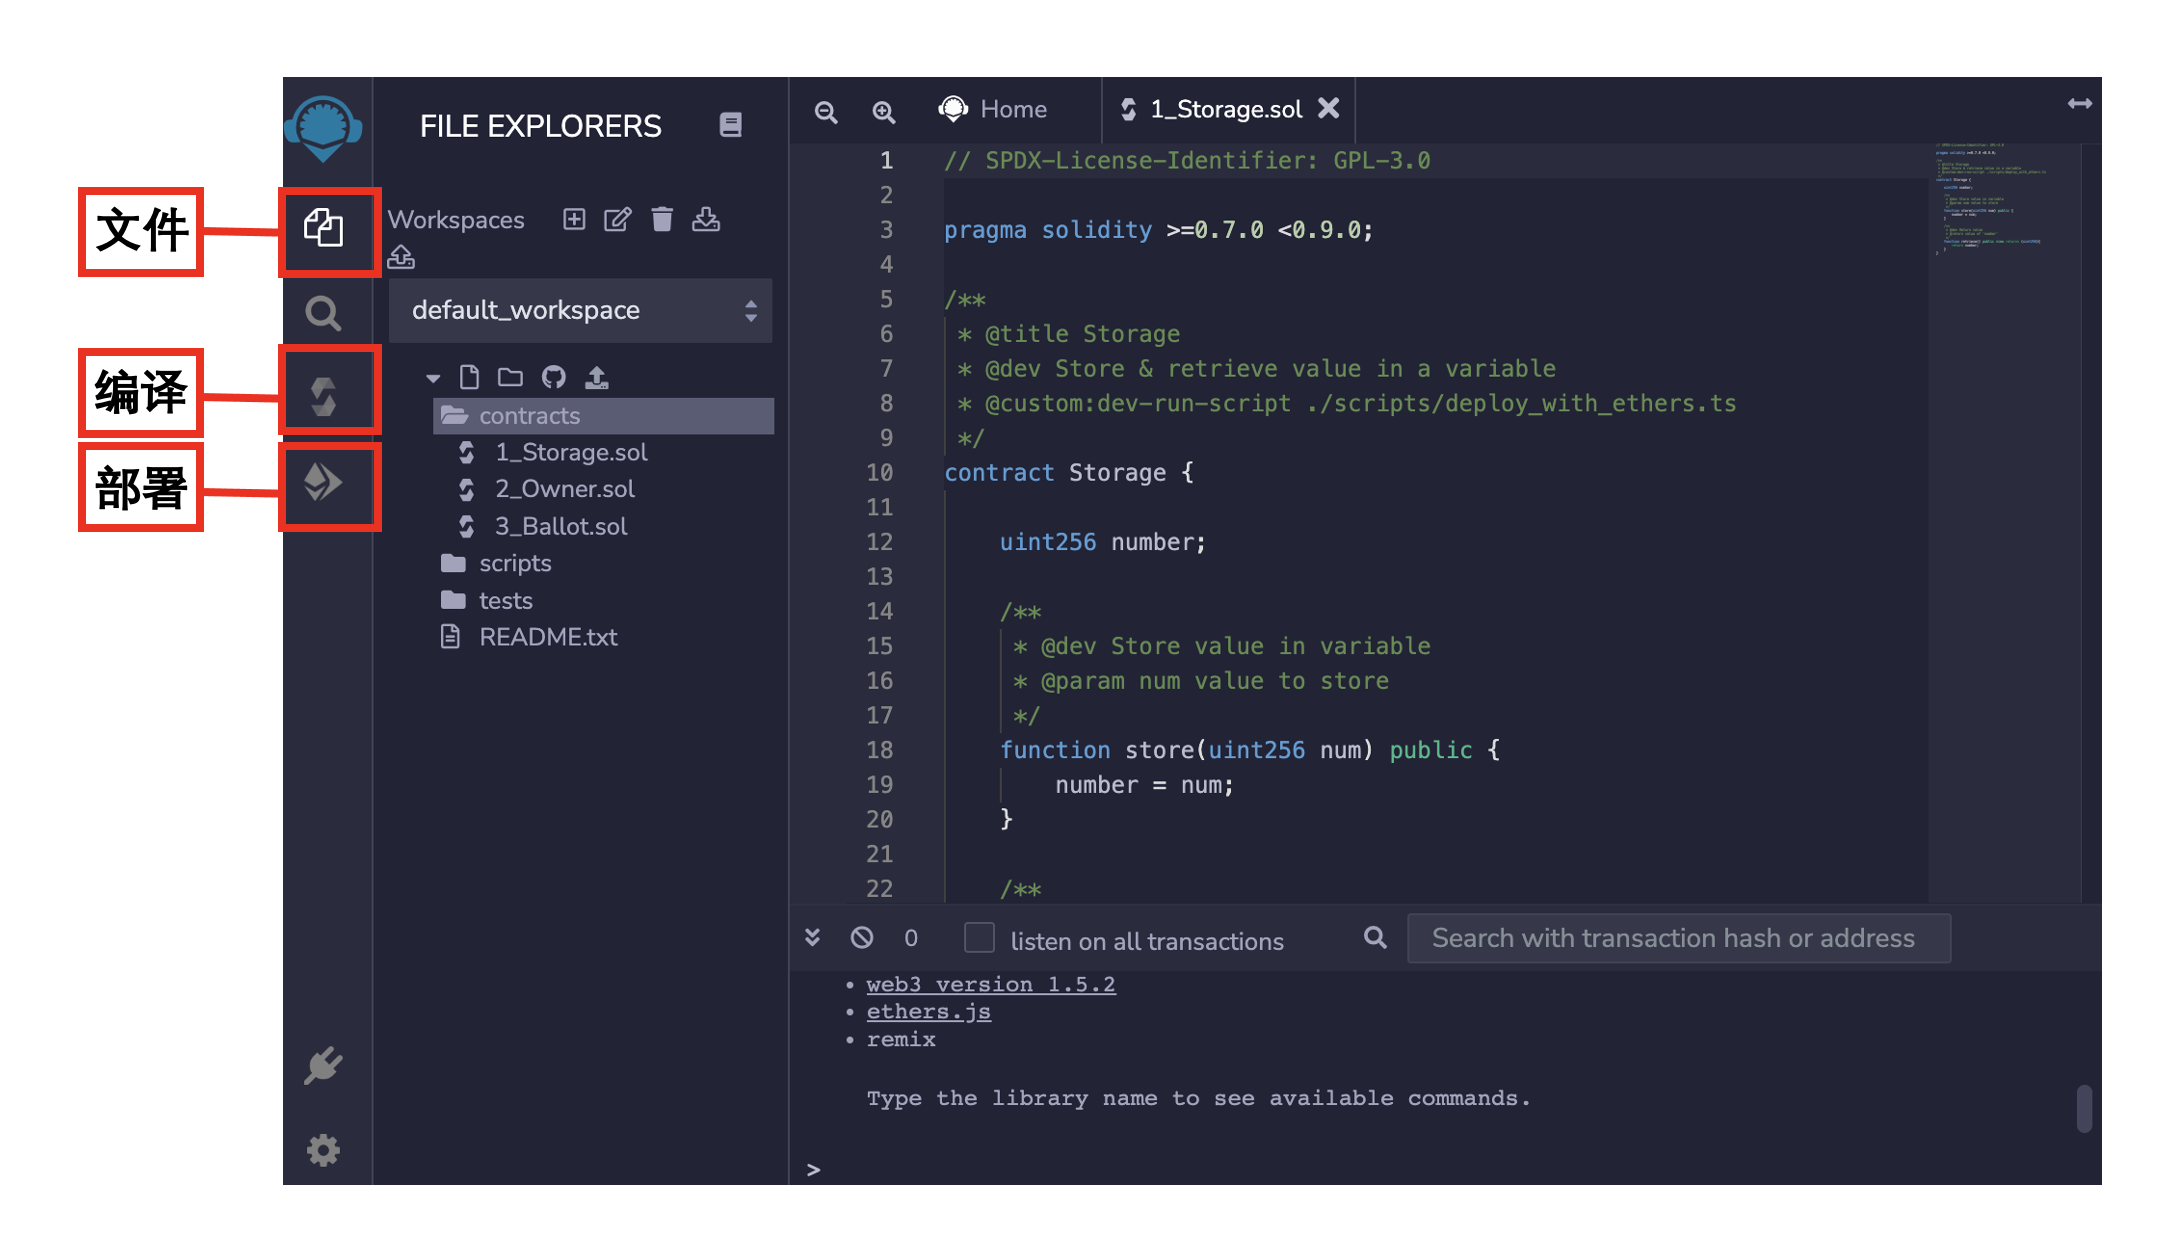 文件
编译
部署
FILE EXPLORERS
Workspaces
default_workspace
contracts
1_Storage.sol
2_Owner.sol
3_Ballot.sol
scripts
tests
README.txt
Home
1_Storage.sol
1 // SPDX-License-Identifier: GPL-3.0
2
3 pragma solidity >=0.7.0 <0.9.0;
4
5 /**
6 * @title Storage
7 * @dev Store & retrieve value in a variable
8 * @custom:dev-run-script ./scripts/deploy_with_ethers.ts
9 */
10 contract Storage {
11
12 uint256 number;
13
14 /**
15 * @dev Store value in variable
16 * @param num value to store
17 */
18 function store(uint256 num) public {
19 number = num;
20 }
21
22 /**
0
listen on all transactions
Search with transaction hash or address
• web3 version 1.5.2
• ethers.js
• remix
Type the library name to see available commands.
>